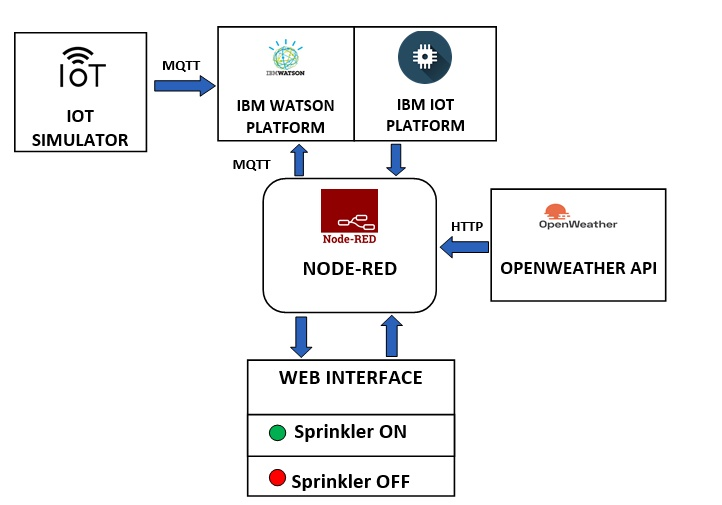 IoT
IOT
SIMULATOR
MQTT
IBM WATSON
IBM WATSON
PLATFORM
IBM IOT
PLATFORM
MQTT
Node-RED
NODE-RED
HTTP
OpenWeather
OPENWEATHER API
WEB INTERFACE
Sprinkler ON
Sprinkler OFF